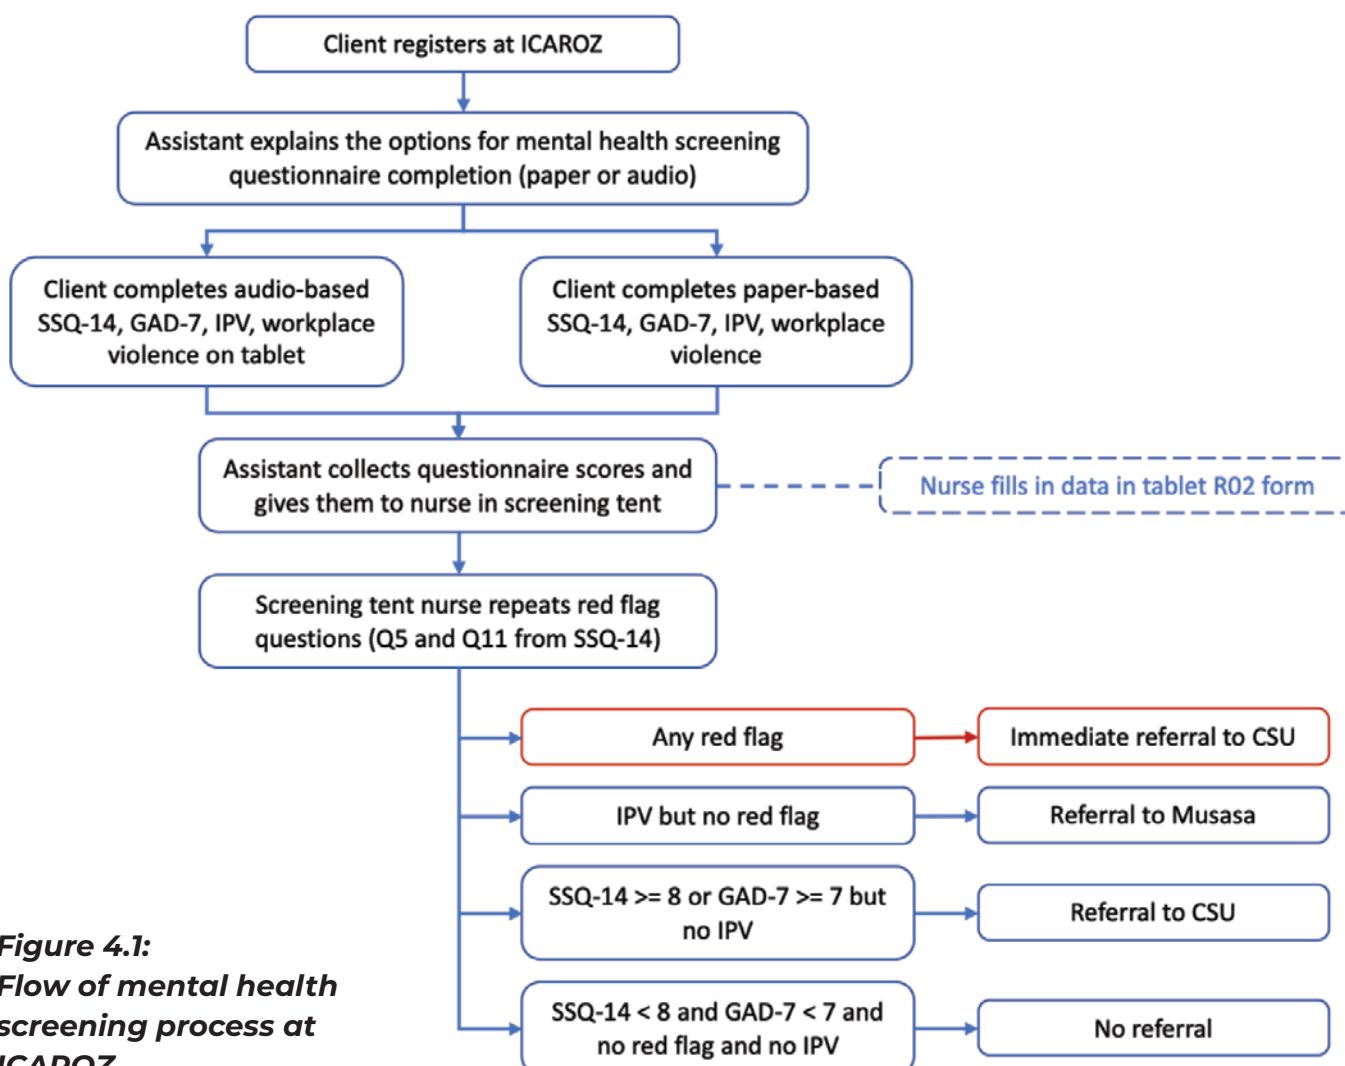 Client registers at ICAROZ
Assistant explains the options for mental health screening
questionnaire completion (paper or audio)
Client completes audio-based
SSQ-14, GAD-7, IPV, workplace
violence on tablet
Client completes paper-based
SSQ-14, GAD-7, IPV, workplace
violence
Assistant collects questionnaire scores and
gives them to nurse in screening tent
Nurse fills in data in tablet R02 form
Screening tent nurse repeats red flag
questions (Q5 and Q11 from SSQ-14)
Any red flag
Immediate referral to CSU
IPV but no red flag
Referral to Musasa
SSQ-14 >= 8 or GAD-7 >= 7 but
no IPV
Referral to CSU
SSQ-14 < 8 and GAD-7 < 7 and
no red flag and no IPV
No referral
Figure 4.1:
Flow of mental health
screening process at
ICAROZ